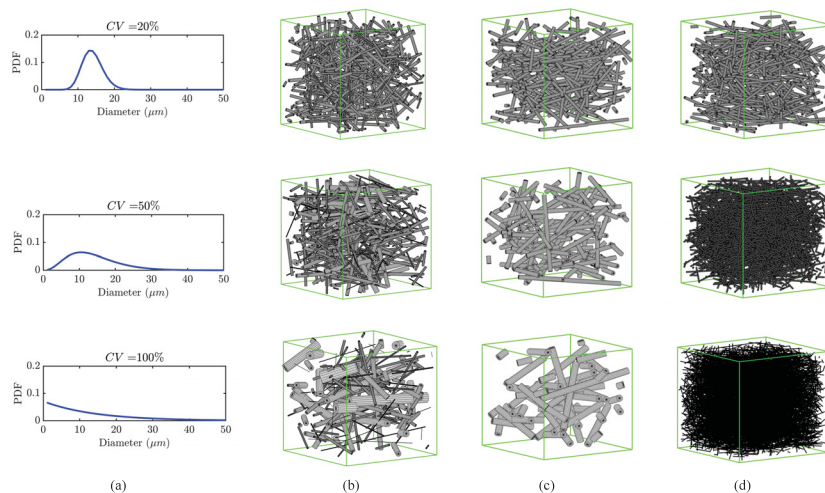 CV =20%
0.2
0.1
0
PDF
10 20 30 40 50
Diameter (μm)
CV =50%
0.2
0.1
0
PDF
0 10 20 30 40 50
Diameter (μm)
CV =100%
0.2
0.1
0
PDF
0 10 20 30 40 50
Diameter (μm)
(a) (b) (c) (d)